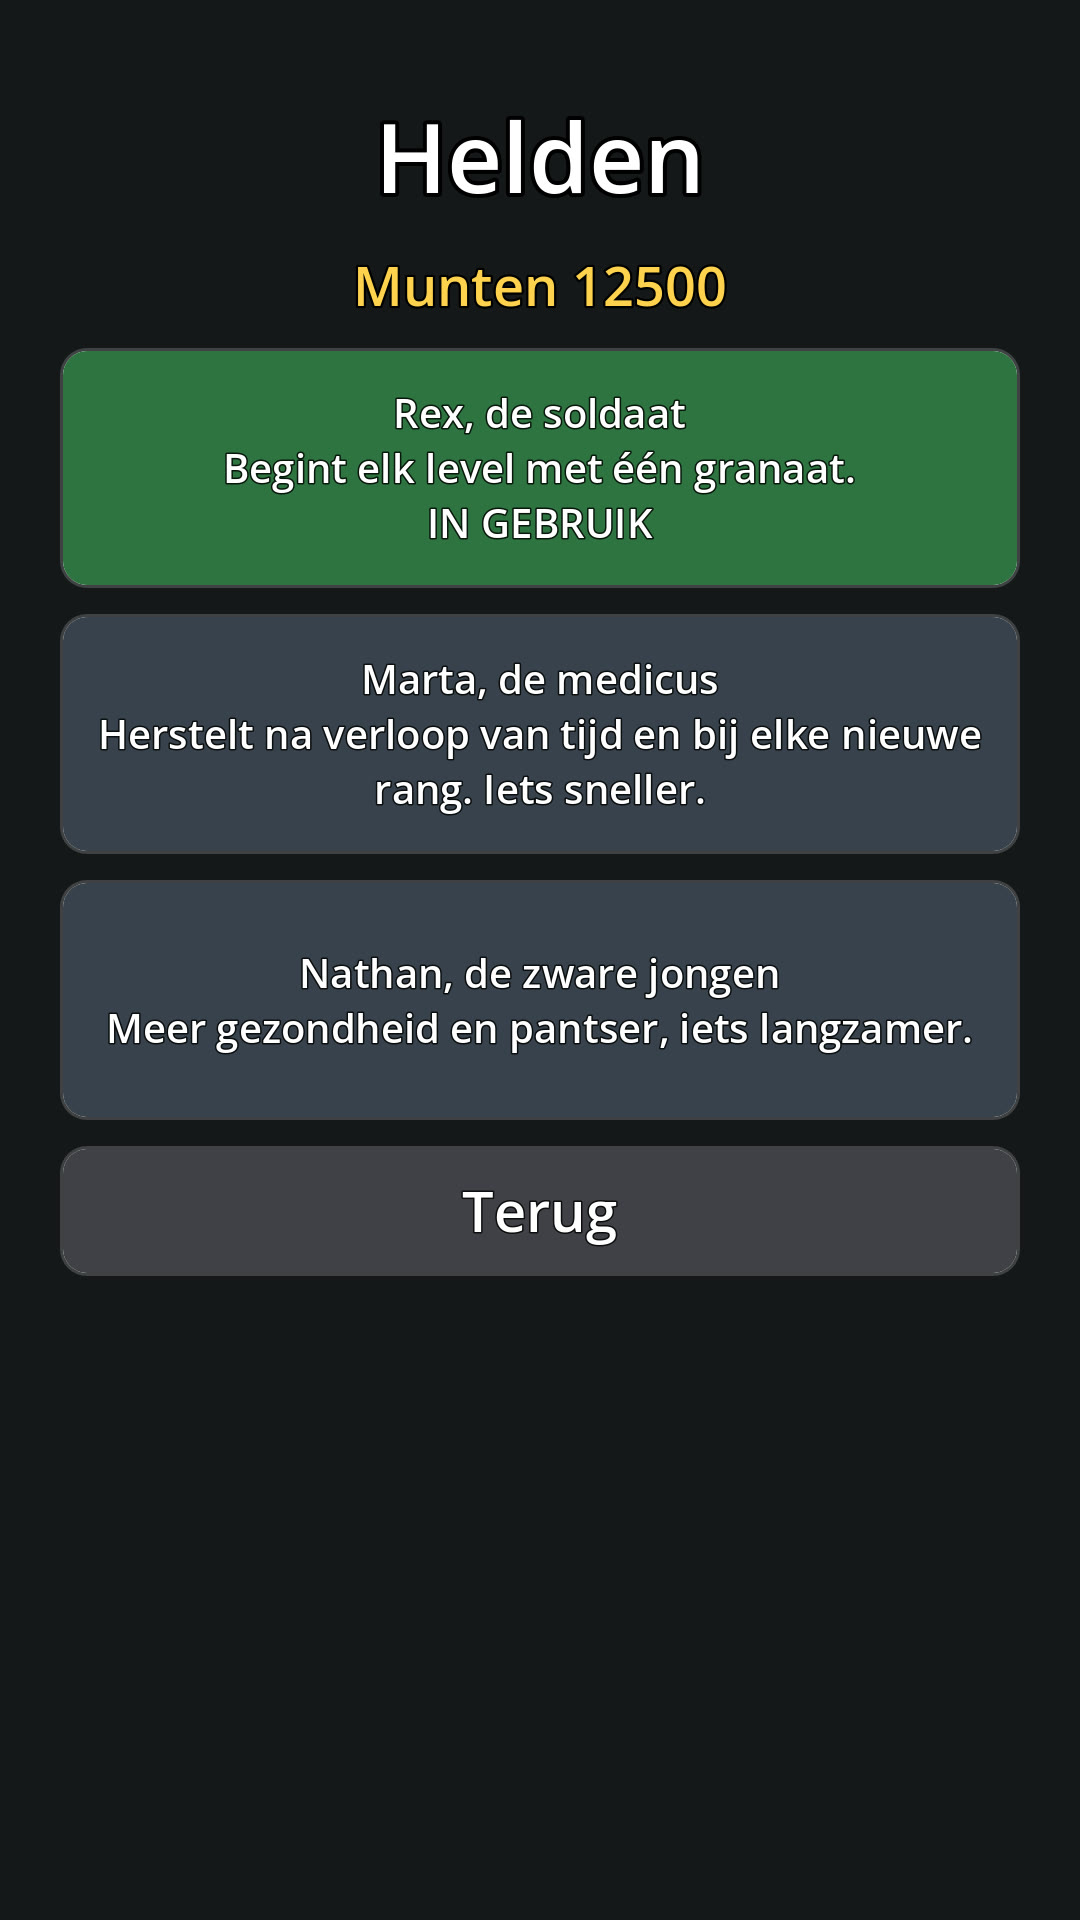 Helden
Munten 12500
Rex, de soldaat
Begint elk level met één granaat.
IN GEBRUIK
Marta, de medicus
Herstelt na verloop van tijd en bij elke nieuwe
rang. Iets sneller.
Nathan, de zware jongen
Meer gezondheid en pantser, iets langzamer.
Terug